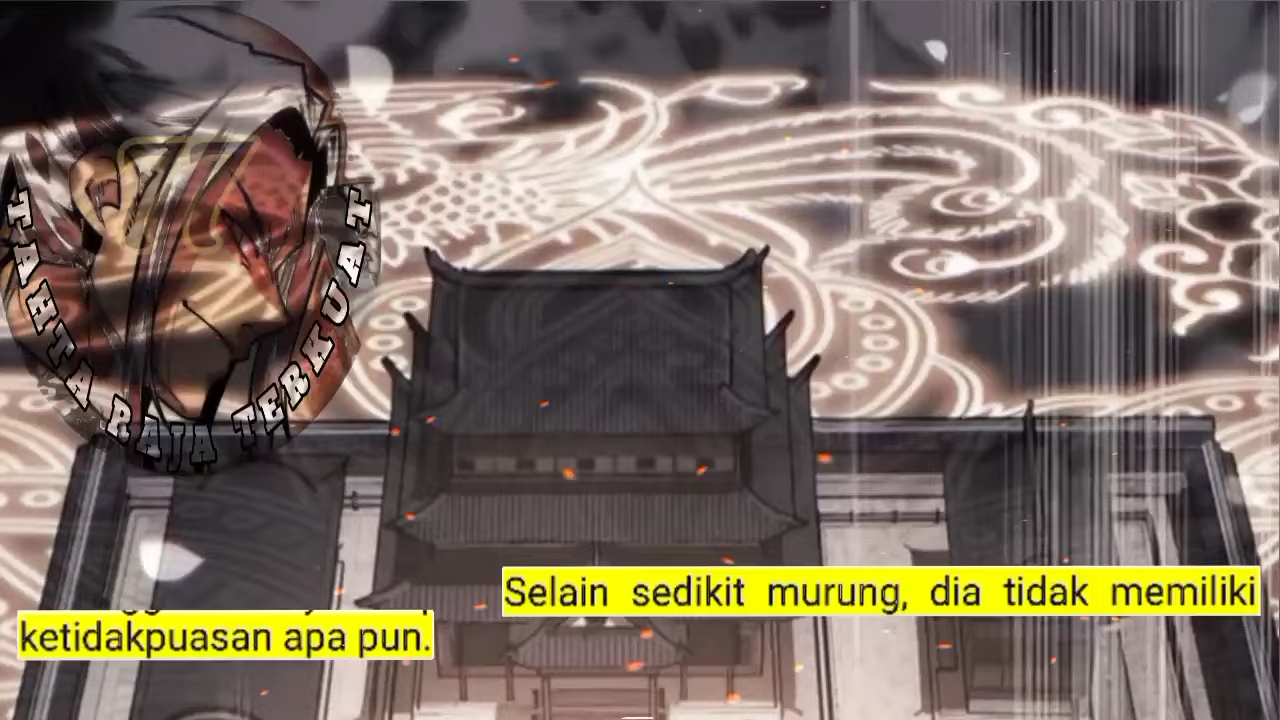 TAHTA RAJA TERKUAT
Selain sedikit murung, dia tidak memiliki
ketidakpuasan apa pun.